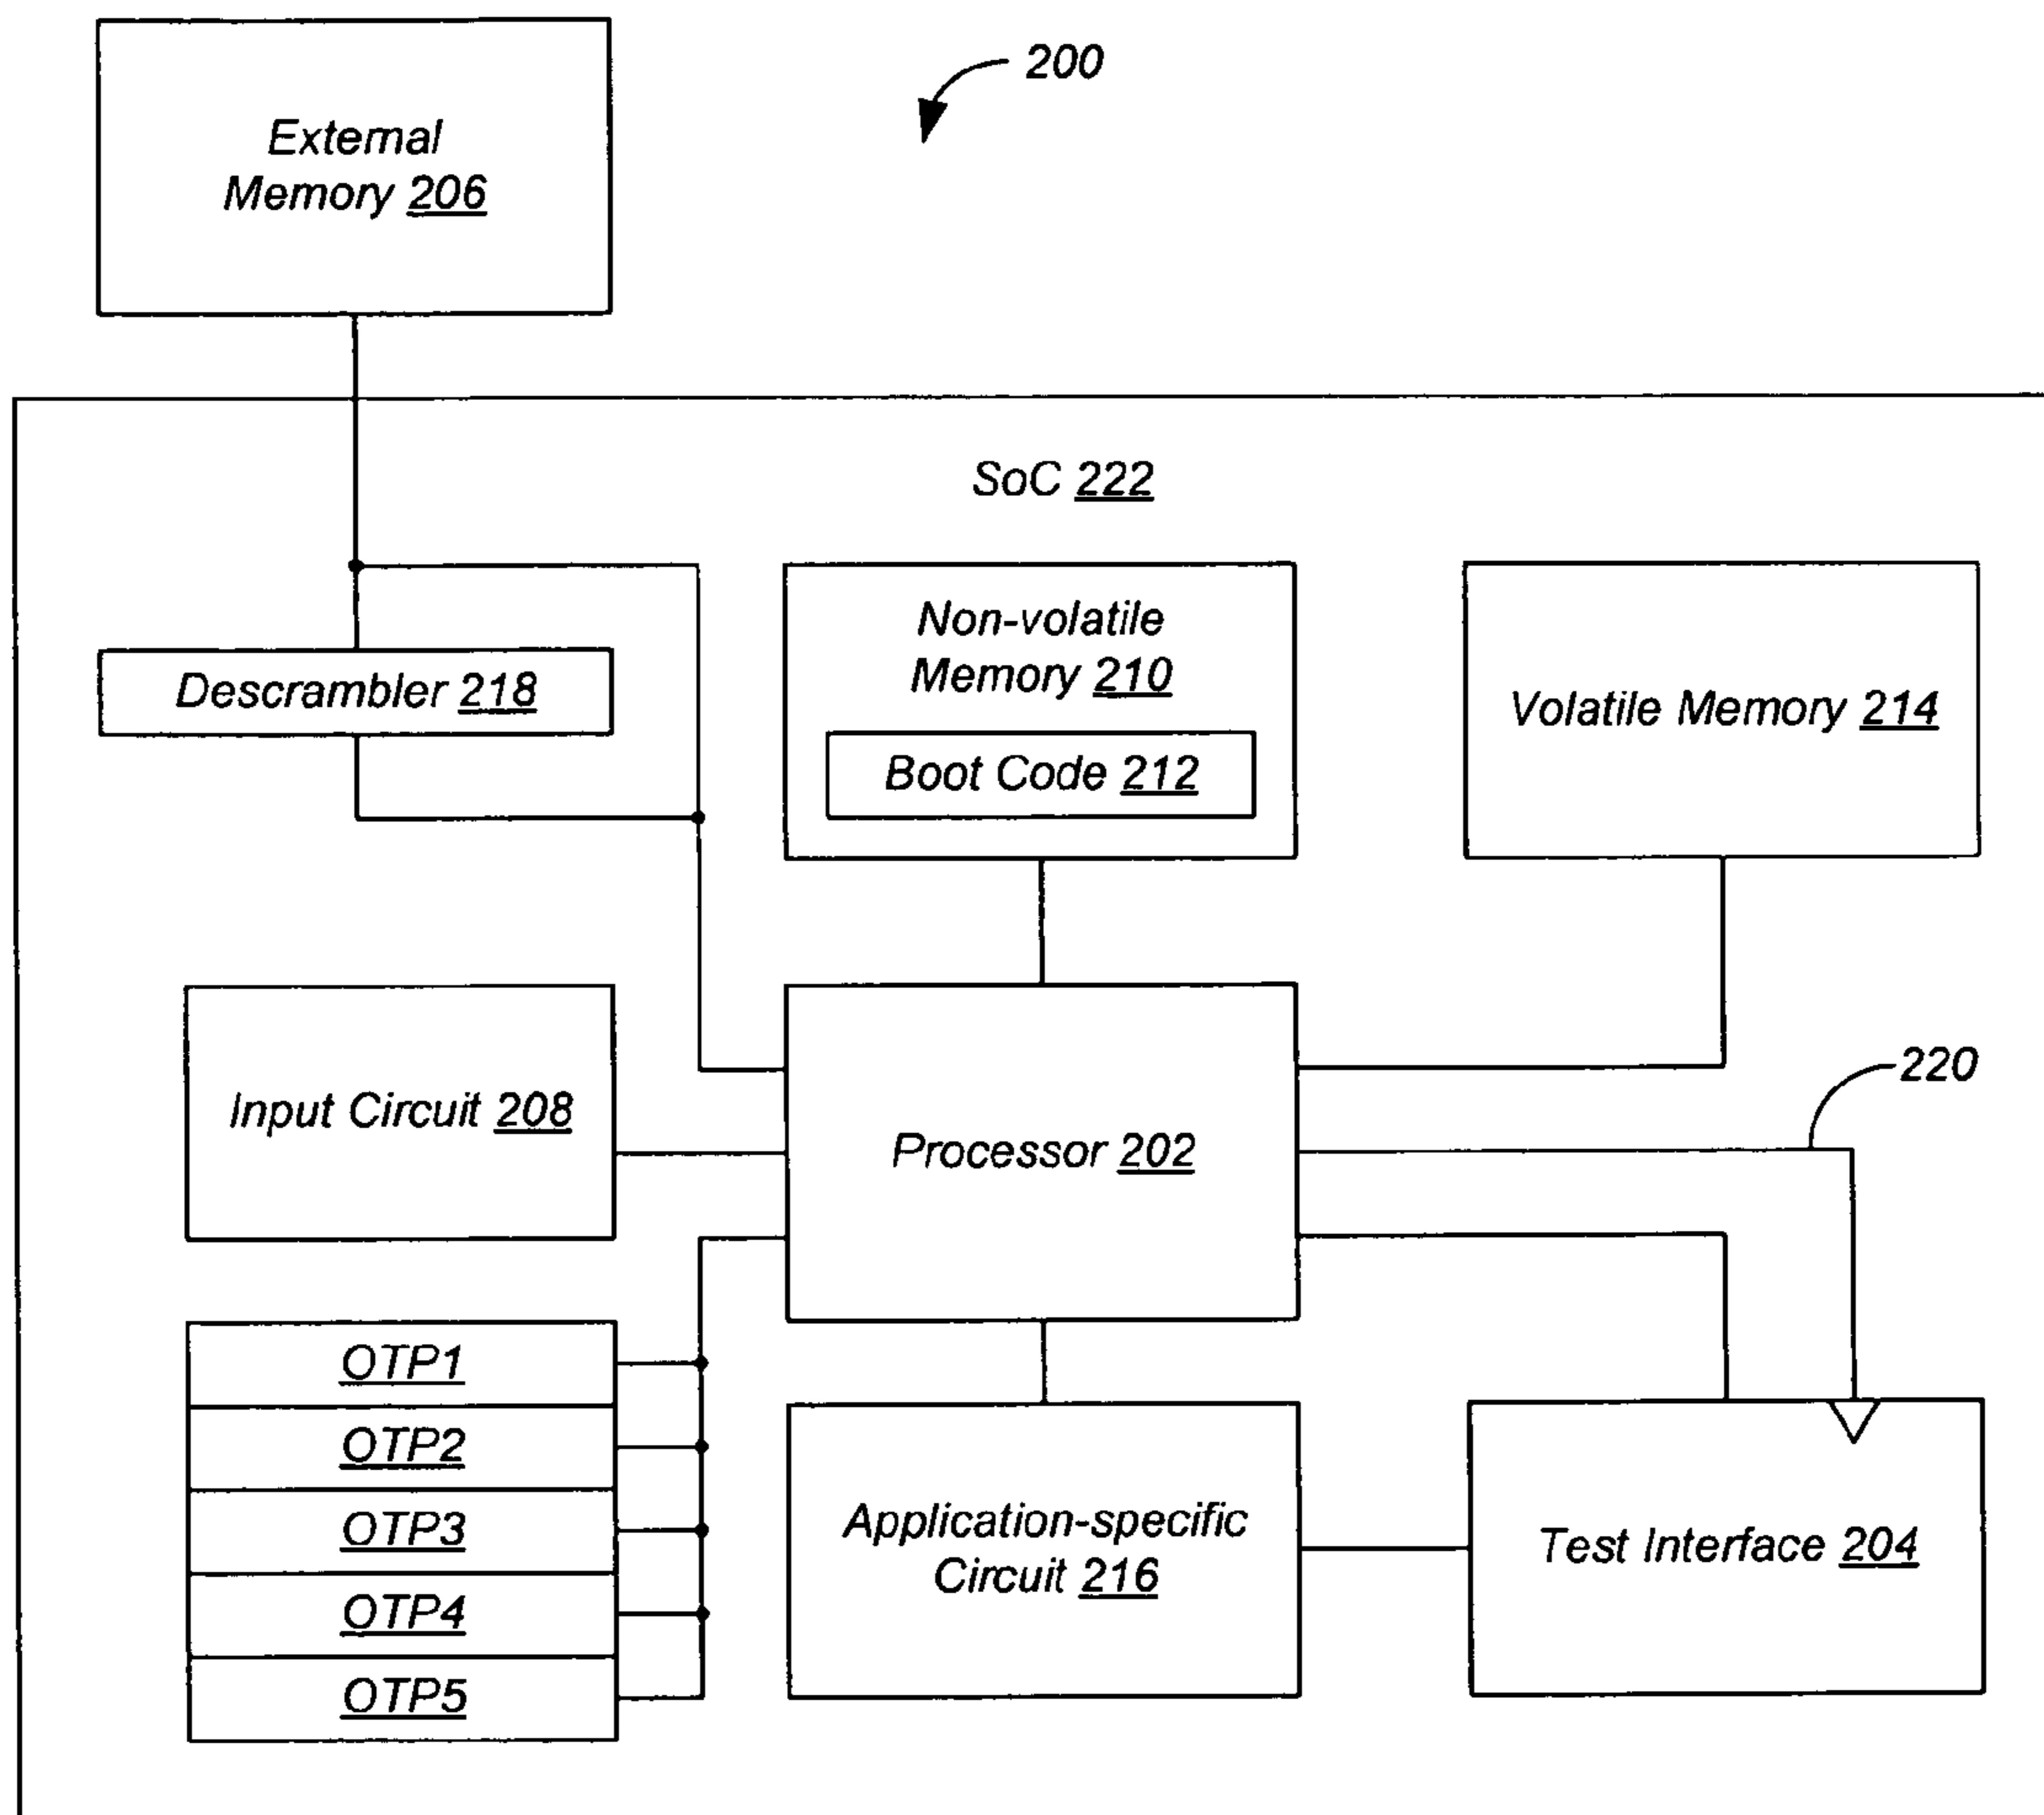 200
External
Memory 206
SoC 222
Descrambler 218
Non-volatile
Memory 210
Boot Code 212
Volatile Memory 214
Input Circuit 208
Processor 202
220
OTP1
OTP2
OTP3
OTP4
OTP5
Application-specific
Circuit 216
Test Interface 204